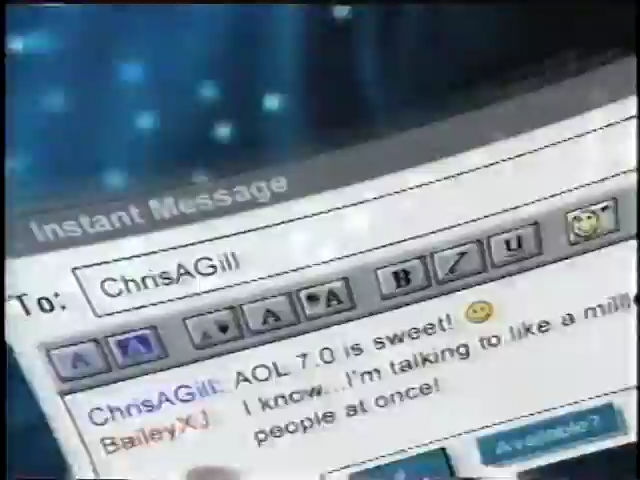 Instant Message
To: ChrisAGill
A A A A A B I U
ChrisAGill: AOL 7.0 is sweet!
BaileyXJ: I know...I'm talking to like a
people at once!
Available?